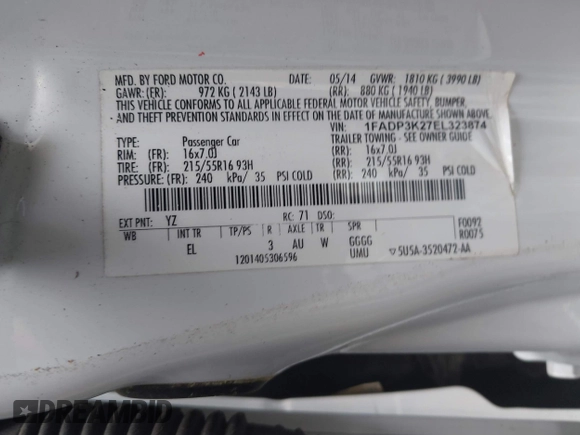 MFD. BY FORD MOTOR CO. DATE: 05/14 GVWR: 1810 KG ( 3990 LB)
GAWR: (FR): 972 KG ( 2143 LB) (RR): 880 KG ( 1940 LB)
THIS VEHICLE CONFORMS TO ALL APPLICABLE FEDERAL MOTOR VEHICLE SAFETY, BUMPER,
AND THEFT PREVENTION STANDARDS IN EFFECT ON THE DATE OF MANUFACTURE SHOWN ABOVE.
VIN: 1FADP3K27EL323874
TYPE: Passenger Car TRAILER TOWING - SEE OWNER GUIDE
RIM: (FR): 16x7.0J (RR): 16x7.0J
TIRE: (FR): 215/55R16 93H (RR): 215/55R16 93H
PRESSURE: (FR): 240 kPa/ 35 PSI COLD (RR): 240 kPa/ 35 PSI COLD
EXT PNT: YZ RC: 71 DSO: F0092
WB INT TR TP/PS R AXLE TR SPR R0075
EL 3 AU W GGGG
UMU ▽5U5A-3520472-AA
1201405306596
DREAMBID